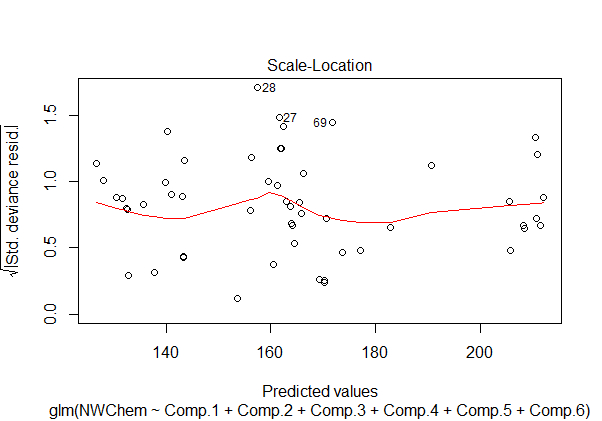 Scale-Location
√|Std. deviance resid.|
1.5
1.0
0.5
0.0
28
27
69
140 160 180 200
Predicted values
glm(NWChem ~ Comp.1 + Comp.2 + Comp.3 + Comp.4 + Comp.5 + Comp.6)